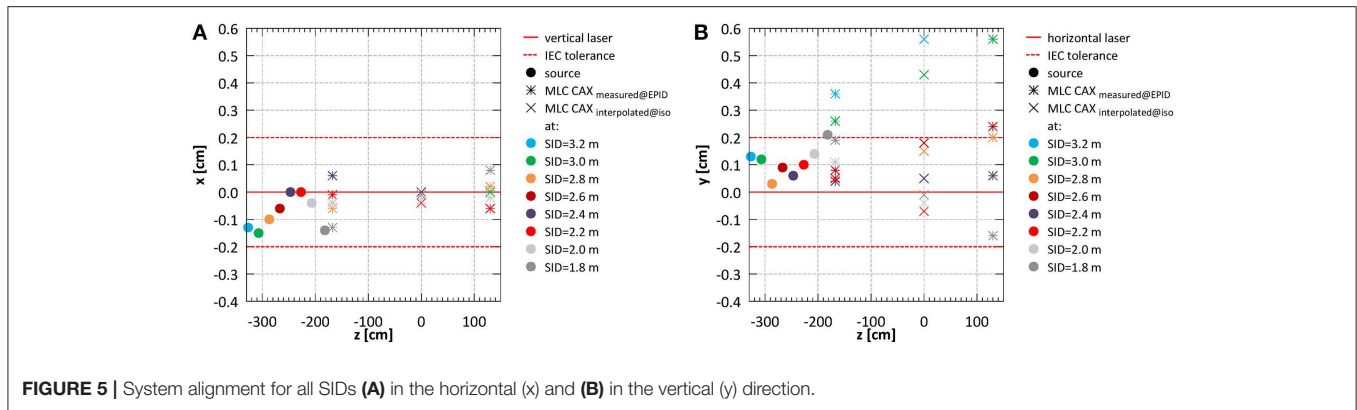 A
0.6
0.5
0.4
0.3
0.2
0.1
0.0
-0.1
-0.2
-0.3
-0.4
x [cm]
-300 -200 -100 0 100
z [cm]
vertical laser
IEC tolerance
source
MLC CAX measured@EPID
MLC CAX interpolated@iso
at:
SID=3.2 m
SID=3.0 m
SID=2.8 m
SID=2.6 m
SID=2.4 m
SID=2.2 m
SID=2.0 m
SID=1.8 m
B
0.6
0.5
0.4
0.3
0.2
0.1
0.0
-0.1
-0.2
-0.3
-0.4
y [cm]
-300 -200 -100 0 100
z [cm]
horizontal laser
IEC tolerance
source
MLC CAX measured@EPID
MLC CAX interpolated@iso
at:
SID=3.2 m
SID=3.0 m
SID=2.8 m
SID=2.6 m
SID=2.4 m
SID=2.2 m
SID=2.0 m
SID=1.8 m
FIGURE 5 | System alignment for all SIDs (A) in the horizontal (x) and (B) in the vertical (y) direction.